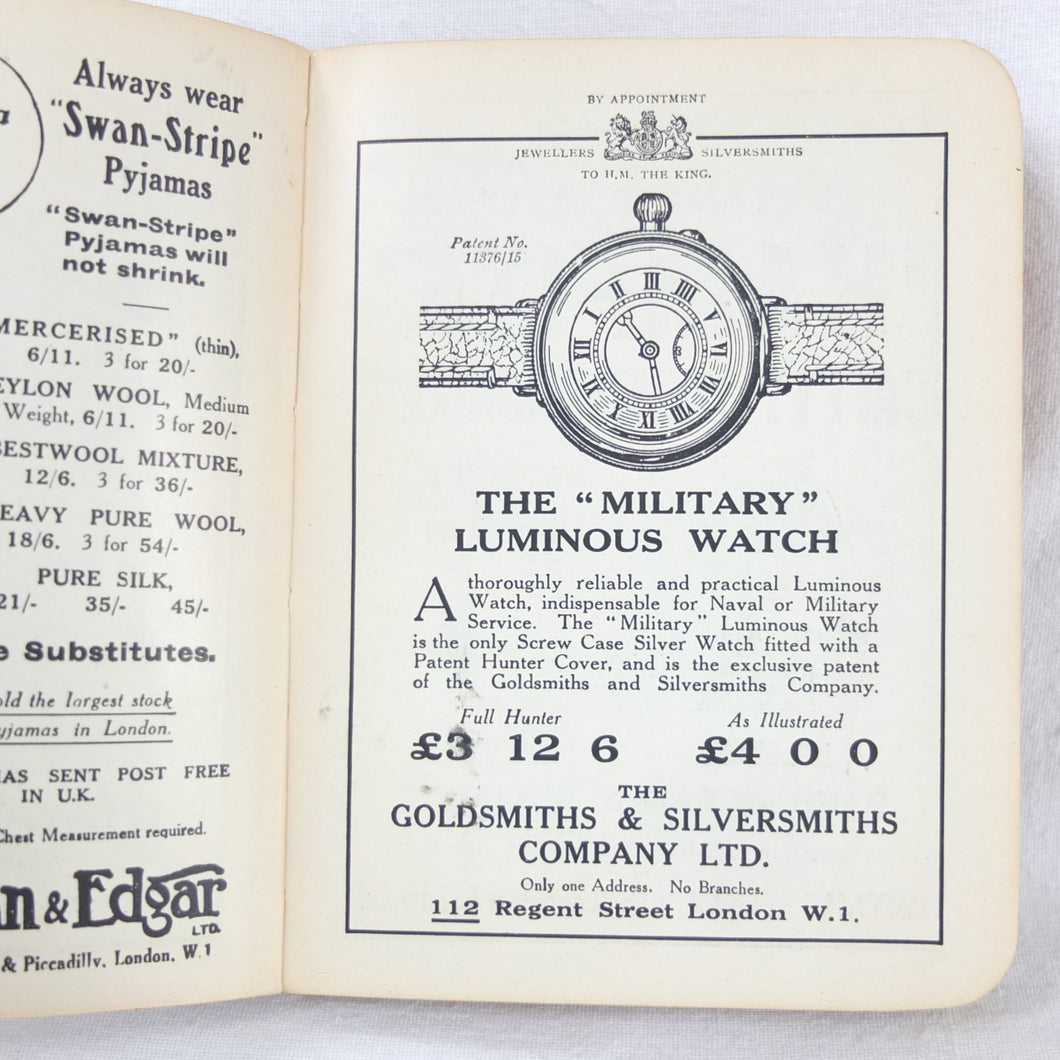 Always wear
"Swan-Stripe"
Pyjamas
"Swan-Stripe"
Pyjamas will
not shrink.
MERCERISED" (thin),
6/11. 3 for 20/-
EYLON WOOL, Medium
Weight, 6/11. 3 for 20/-
BESTWOOL MIXTURE,
12/6. 3 for 36/-
EAVY PURE WOOL,
18/6. 3 for 54/-
PURE SILK,
21/- 35/- 45/-
e Substitutes.
old the largest stock
yjamas in London.
AS SENT POST FREE
IN U.K.
Chest Measurement required.
n & Edgar
LTD.
& Piccadilly, London, W.1
BY APPOINTMENT
JEWELLERS SILVERSMITHS
TO H.M. THE KING.
Patent No.
11376/15
THE "MILITARY"
LUMINOUS WATCH
A thoroughly reliable and practical Luminous
Watch, indispensable for Naval or Military
Service. The "Military" Luminous Watch
is the only Screw Case Silver Watch fitted with a
Patent Hunter Cover, and is the exclusive patent
of the Goldsmiths and Silversmiths Company.
Full Hunter As Illustrated
£3 12 6 £4 0 0
THE
GOLDSMITHS & SILVERSMITHS
COMPANY LTD.
Only one Address. No Branches.
112 Regent Street London W.1.